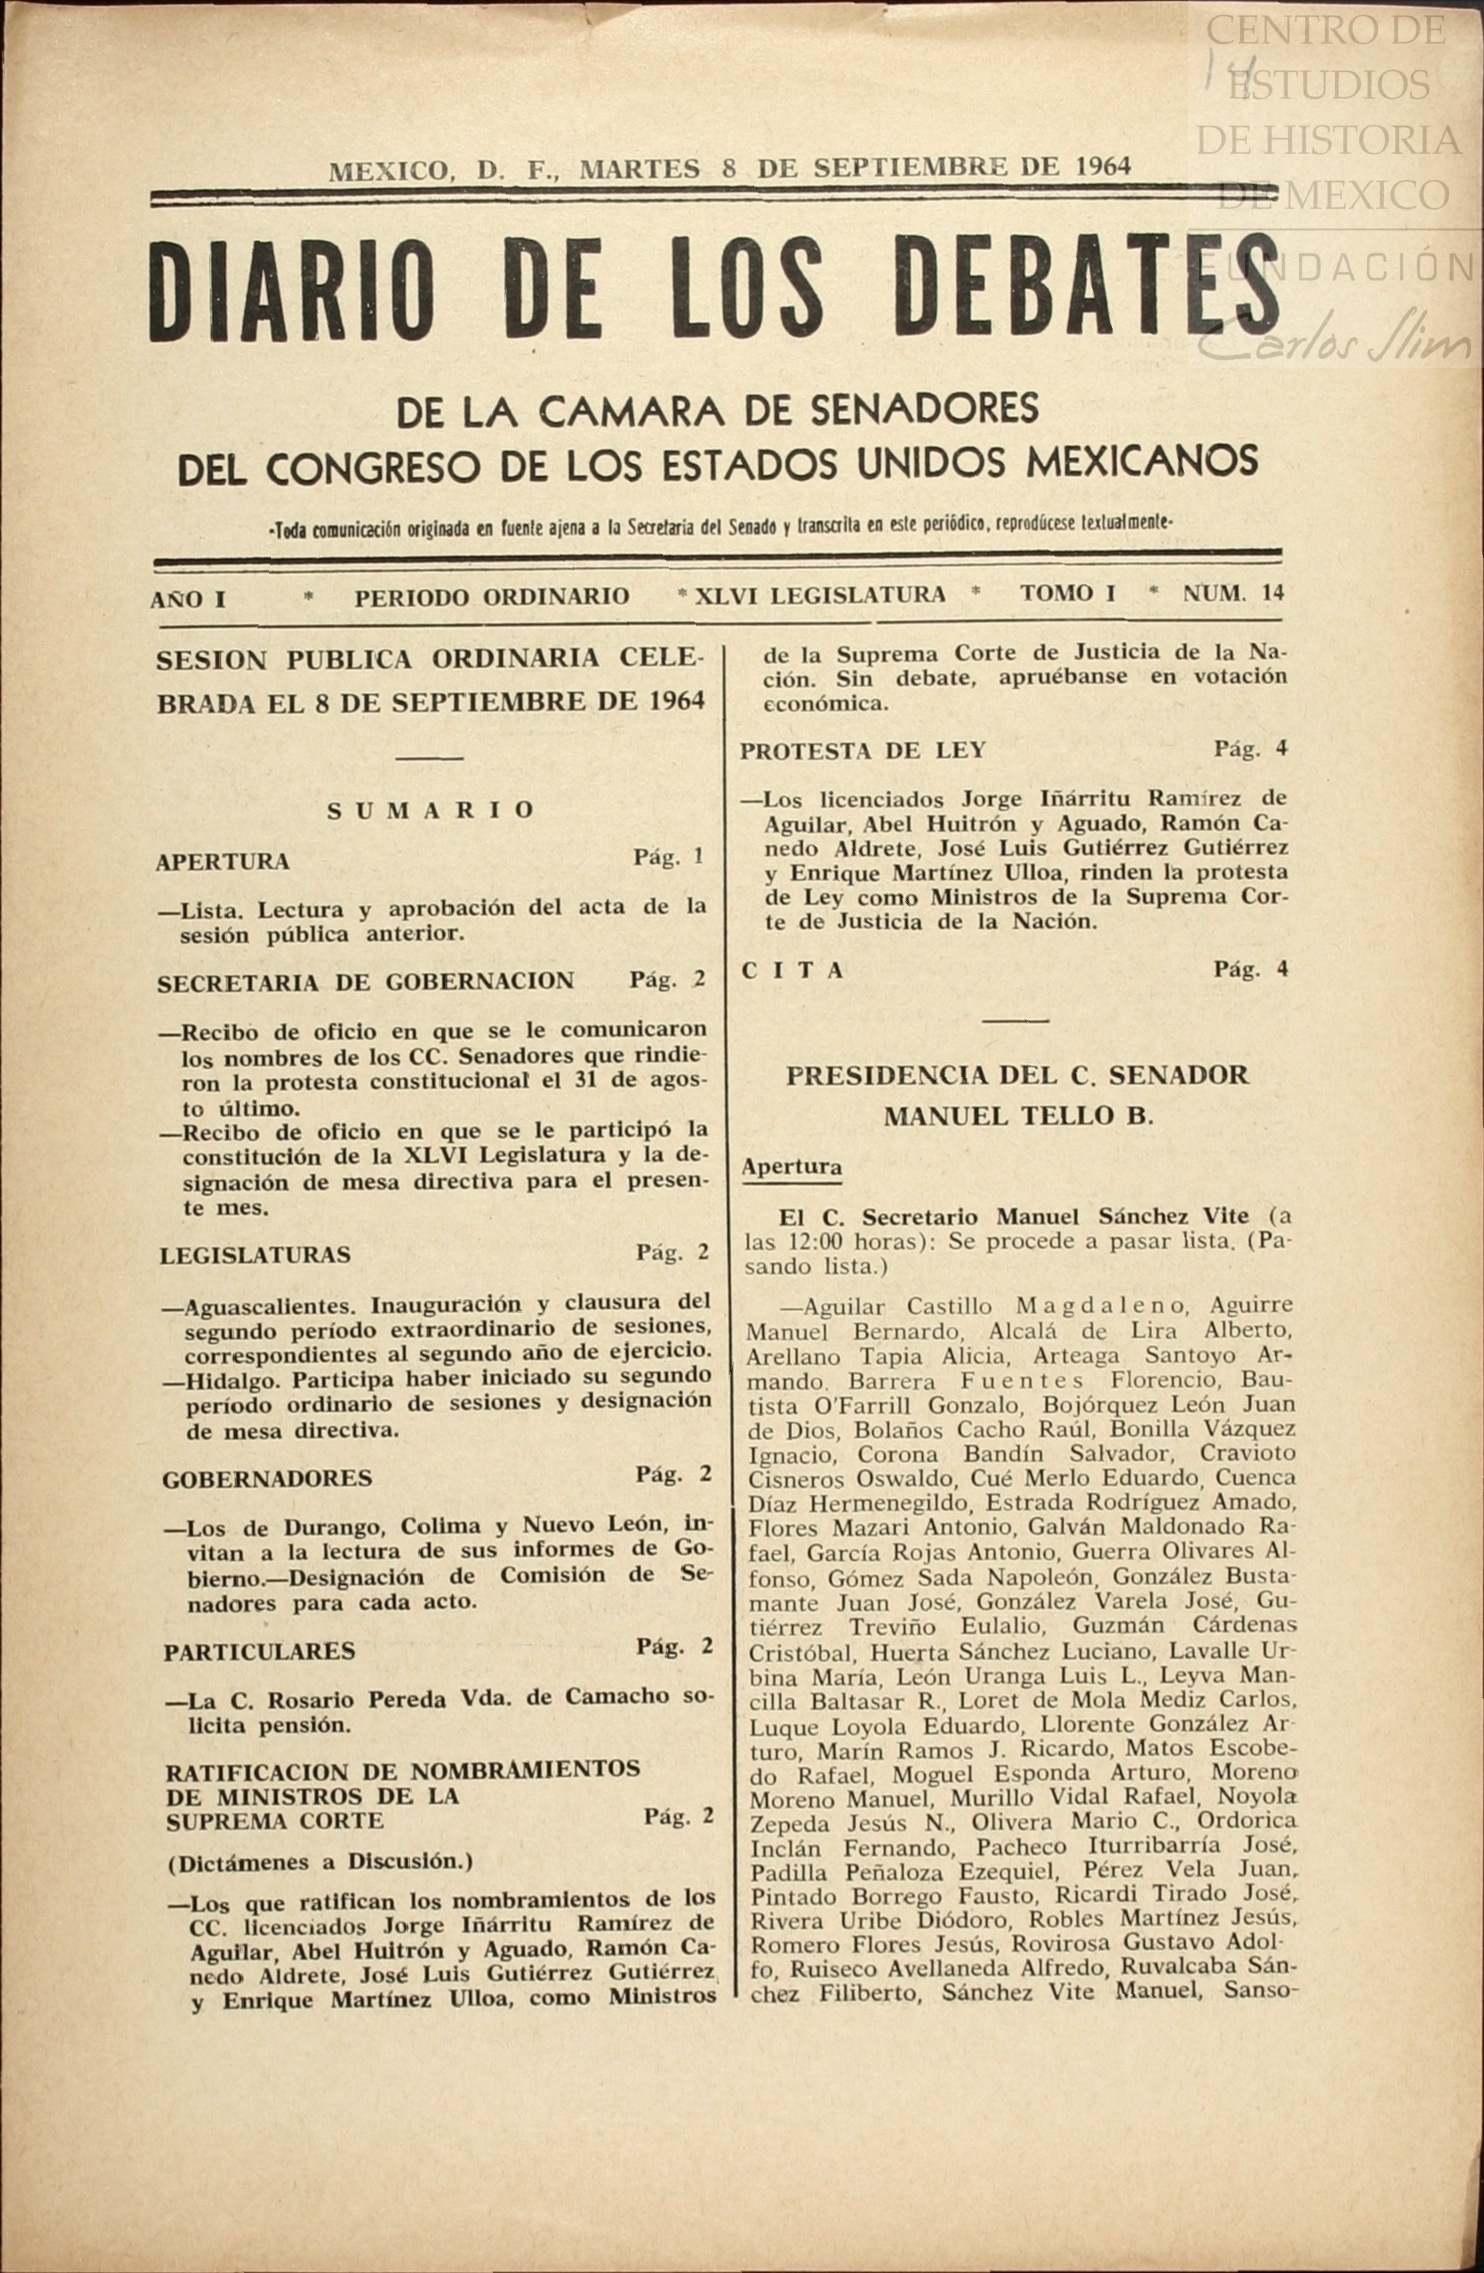 CENTRO DE
ESTUDIOS
DE HISTORIA
DE MEXICO
FUNDACIÓN
Carlos Slim
14
MEXICO, D. F., MARTES 8 DE SEPTIEMBRE DE 1964
DIARIO DE LOS DEBATES
DE LA CAMARA DE SENADORES
DEL CONGRESO DE LOS ESTADOS UNIDOS MEXICANOS
-Toda comunicación originada en fuente ajena a la Secretaría del Senado y transcrita en este periódico, reprodúcese textualmente-
AÑO I * PERIODO ORDINARIO * XLVI LEGISLATURA * TOMO I * NUM. 14
SESION PUBLICA ORDINARIA CELE-
BRADA EL 8 DE SEPTIEMBRE DE 1964
S U M A R I O
APERTURA Pág. 1
—Lista. Lectura y aprobación del acta de la
sesión pública anterior.
SECRETARIA DE GOBERNACION Pág. 2
—Recibo de oficio en que se le comunicaron
los nombres de los CC. Senadores que rindie-
ron la protesta constitucional el 31 de agos-
to último.
—Recibo de oficio en que se le participó la
constitución de la XLVI Legislatura y la de-
signación de mesa directiva para el presen-
te mes.
LEGISLATURAS Pág. 2
—Aguascalientes. Inauguración y clausura del
segundo período extraordinario de sesiones,
correspondientes al segundo año de ejercicio.
—Hidalgo. Participa haber iniciado su segundo
período ordinario de sesiones y designación
de mesa directiva.
GOBERNADORES Pág. 2
—Los de Durango, Colima y Nuevo León, in-
vitan a la lectura de sus informes de Go-
bierno.—Designación de Comisión de Se-
nadores para cada acto.
PARTICULARES Pág. 2
—La C. Rosario Pereda Vda. de Camacho so-
licita pensión.
RATIFICACION DE NOMBRAMIENTOS
DE MINISTROS DE LA
SUPREMA CORTE Pág. 2
(Dictámenes a Discusión.)
—Los que ratifican los nombramientos de los
CC. licenciados Jorge Iñárritu Ramírez de
Aguilar, Abel Huitrón y Aguado, Ramón Ca-
nedo Aldrete, José Luis Gutiérrez Gutiérrez
y Enrique Martínez Ulloa, como Ministros
de la Suprema Corte de Justicia de la Na-
ción. Sin debate, apruébanse en votación
económica.
PROTESTA DE LEY Pág. 4
—Los licenciados Jorge Iñárritu Ramírez de
Aguilar, Abel Huitrón y Aguado, Ramón Ca-
nedo Aldrete, José Luis Gutiérrez Gutiérrez
y Enrique Martínez Ulloa, rinden la protesta
de Ley como Ministros de la Suprema Cor-
te de Justicia de la Nación.
C I T A Pág. 4
PRESIDENCIA DEL C. SENADOR
MANUEL TELLO B.
Apertura
El C. Secretario Manuel Sánchez Vite (a
las 12:00 horas): Se procede a pasar lista. (Pa-
sando lista.)
—Aguilar Castillo Magdaleno, Aguirre
Manuel Bernardo, Alcalá de Lira Alberto,
Arellano Tapia Alicia, Arteaga Santoyo Ar-
mando, Barrera Fuentes Florencio, Bau-
tista O'Farrill Gonzalo, Bojórquez León Juan
de Dios, Bolaños Cacho Raúl, Bonilla Vázquez
Ignacio, Corona Bandín Salvador, Cravioto
Cisneros Oswaldo, Cué Merlo Eduardo, Cuenca
Díaz Hermenegildo, Estrada Rodríguez Amado,
Flores Mazari Antonio, Galván Maldonado Ra-
fael, García Rojas Antonio, Guerra Olivares Al-
fonso, Gómez Sada Napoleón, González Busta-
mante Juan José, González Varela José, Gu-
tiérrez Treviño Eulalio, Guzmán Cárdenas
Cristóbal, Huerta Sánchez Luciano, Lavalle Ur-
bina María, León Uranga Luis L., Leyva Man-
cilla Baltasar R., Loret de Mola Mediz Carlos,
Luque Loyola Eduardo, Llorente González Ar-
turo, Marín Ramos J. Ricardo, Matos Escobe-
do Rafael, Moguel Esponda Arturo, Moreno
Moreno Manuel, Murillo Vidal Rafael, Noyola
Zepeda Jesús N., Olivera Mario C., Ordorica
Inclán Fernando, Pacheco Iturribarría José,
Padilla Peñaloza Ezequiel, Pérez Vela Juan,
Pintado Borrego Fausto, Ricardi Tirado José,
Rivera Uribe Diódoro, Robles Martínez Jesús,
Romero Flores Jesús, Rovirosa Gustavo Adol-
fo, Ruiseco Avellaneda Alfredo, Ruvalcaba Sán-
chez Filiberto, Sánchez Vite Manuel, Sanso-